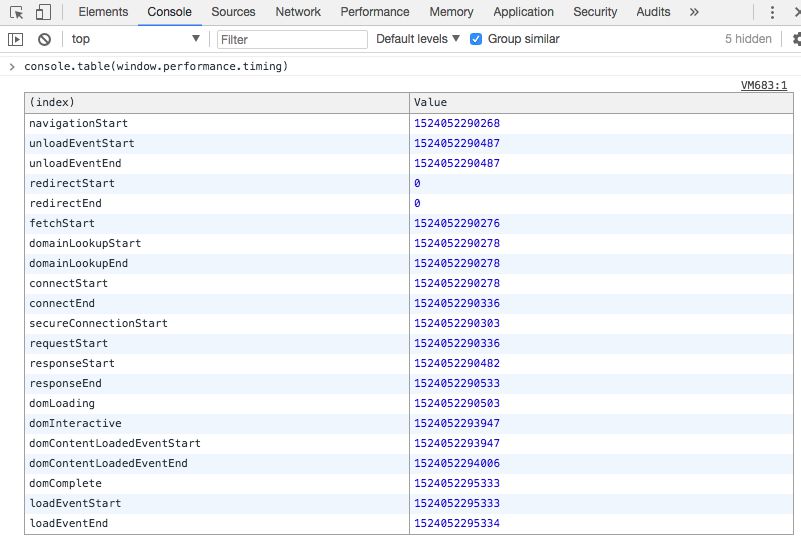 Elements Console Sources Network Performance Memory Application Security Audits »
top Filter Default levels Group similar 5 hidden
> console.table(window.performance.timing)
VM683:1
(index) Value
navigationStart 1524052290268
unloadEventStart 1524052290487
unloadEventEnd 1524052290487
redirectStart 0
redirectEnd 0
fetchStart 1524052290276
domainLookupStart 1524052290278
domainLookupEnd 1524052290278
connectStart 1524052290278
connectEnd 1524052290336
secureConnectionStart 1524052290303
requestStart 1524052290336
responseStart 1524052290482
responseEnd 1524052290533
domLoading 1524052290503
domInteractive 1524052293947
domContentLoadedEventStart 1524052293947
domContentLoadedEventEnd 1524052294006
domComplete 1524052295333
loadEventStart 1524052295333
loadEventEnd 1524052295334